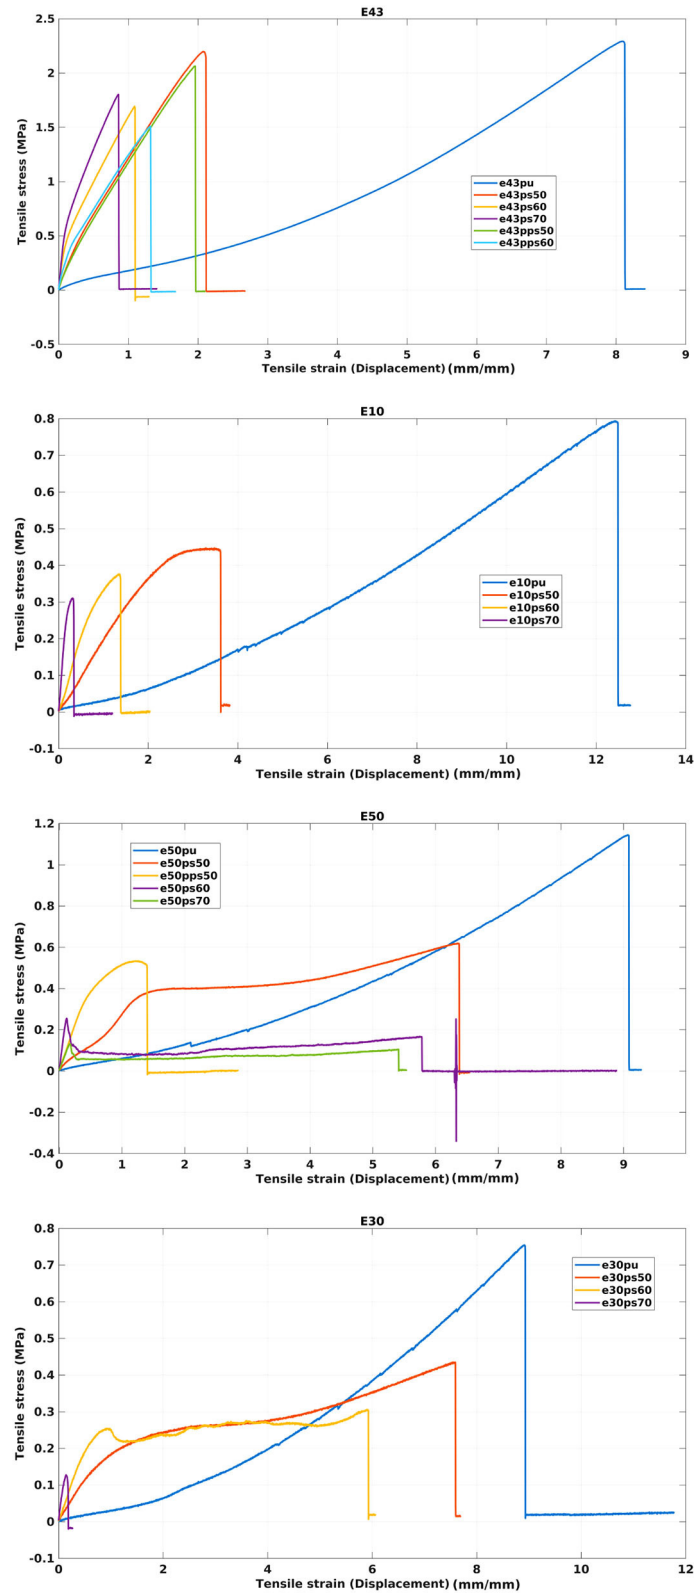 E43
2.5
2
1.5
1
0.5
0
-0.5
Tensile stress (MPa)
e43pu
e43ps50
e43ps60
e43ps70
e43pps50
e43pps60
0 1 2 3 4 5 6 7 8 9
Tensile strain (Displacement) (mm/mm)
E10
0.8
0.7
0.6
0.5
0.4
0.3
0.2
0.1
0
-0.1
Tensile stress (MPa)
e10pu
e10ps50
e10ps60
e10ps70
0 2 4 6 8 10 12 14
Tensile strain (Displacement) (mm/mm)
E50
1.2
1
0.8
0.6
0.4
0.2
0
-0.2
-0.4
Tensile stress (MPa)
e50pu
e50ps50
e50pps50
e50ps60
e50ps70
0 1 2 3 4 5 6 7 8 9
Tensile strain (Displacement) (mm/mm)
E30
0.8
0.7
0.6
0.5
0.4
0.3
0.2
0.1
0
-0.1
Tensile stress (MPa)
e30pu
e30ps50
e30ps60
e30ps70
0 2 4 6 8 10 12
Tensile strain (Displacement) (mm/mm)